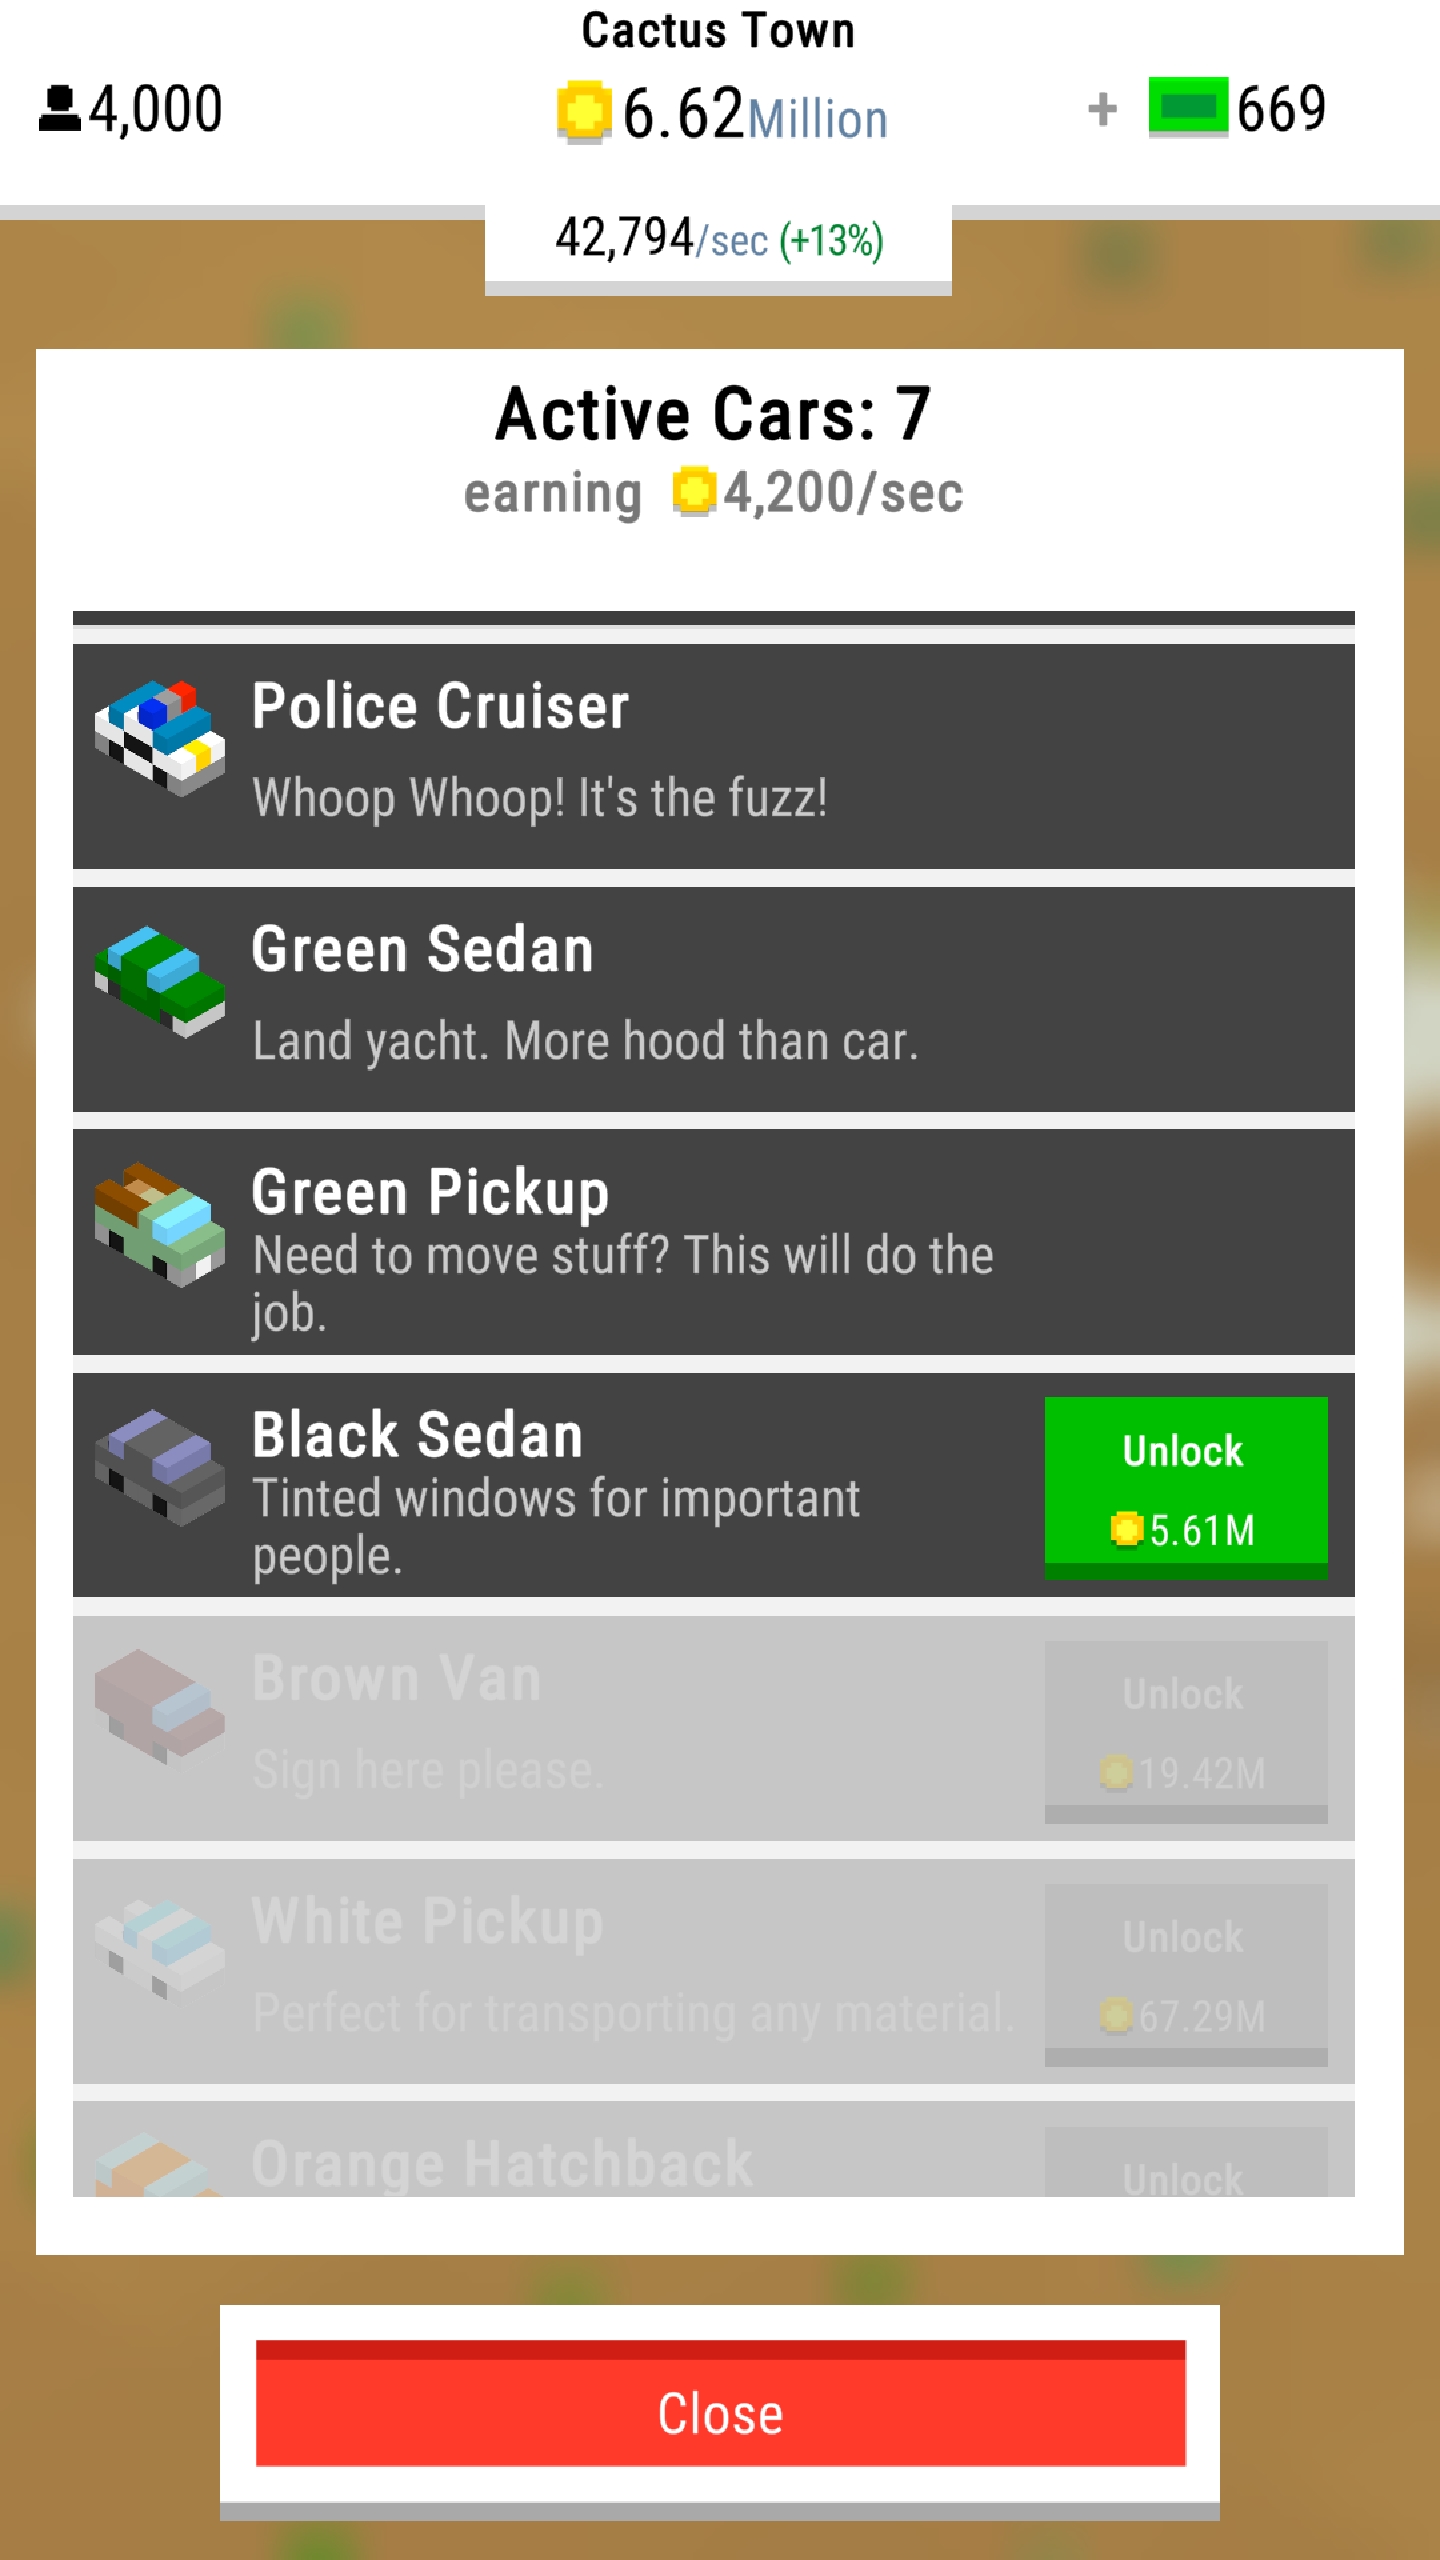 Cactus Town
4,000
6.62Million
+ 669
42,794/sec (+13%)
Active Cars: 7
earning 4,200/sec
Police Cruiser
Whoop Whoop! It's the fuzz!
Green Sedan
Land yacht. More hood than car.
Green Pickup
Need to move stuff? This will do the
job.
Black Sedan
Tinted windows for important
people.
Unlock
5.61M
Brown Van
Sign here please.
Unlock
19.42M
White Pickup
Perfect for transporting any material.
Unlock
67.29M
Orange Hatchback
Unlock
Close